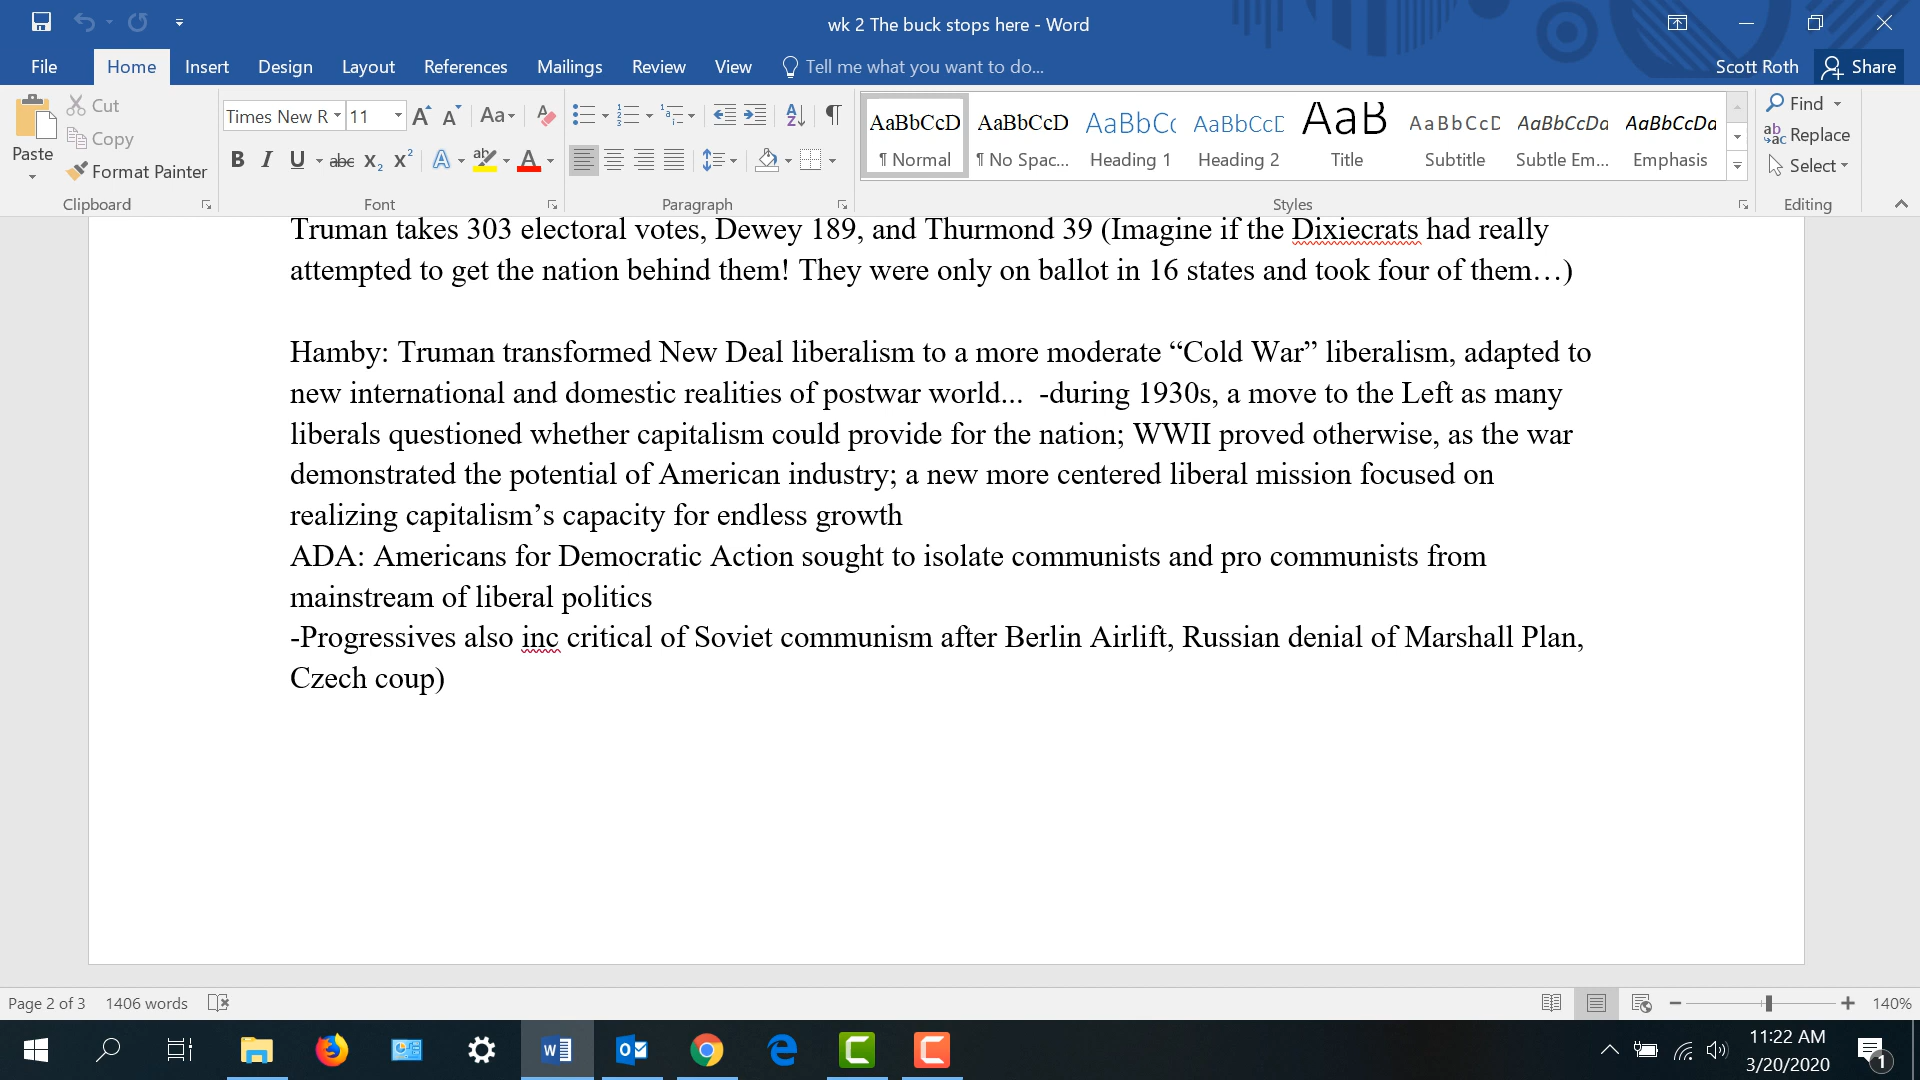 wk 2 The buck stops here - Word
File Home Insert Design Layout References Mailings Review View Tell me what you want to do... Scott Roth Share
Paste
Cut
Copy
Format Painter
Clipboard
Times New R 11
Font
Paragraph
AaBbCcD AaBbCcD AaBbCc AaBbCcD AaB AaBbCcD AaBbCcDd AaBbCcDd
¶ Normal ¶ No Spac... Heading 1 Heading 2 Title Subtitle Subtle Em... Emphasis
Styles
Find
Replace
Select
Editing
Truman takes 303 electoral votes, Dewey 189, and Thurmond 39 (Imagine if the Dixiecrats had really
attempted to get the nation behind them! They were only on ballot in 16 states and took four of them…)
Hamby: Truman transformed New Deal liberalism to a more moderate “Cold War” liberalism, adapted to
new international and domestic realities of postwar world... -during 1930s, a move to the Left as many
liberals questioned whether capitalism could provide for the nation; WWII proved otherwise, as the war
demonstrated the potential of American industry; a new more centered liberal mission focused on
realizing capitalism’s capacity for endless growth
ADA: Americans for Democratic Action sought to isolate communists and pro communists from
mainstream of liberal politics
-Progressives also inc critical of Soviet communism after Berlin Airlift, Russian denial of Marshall Plan,
Czech coup)
Page 2 of 3 1406 words 140%
11:22 AM
3/20/2020
1